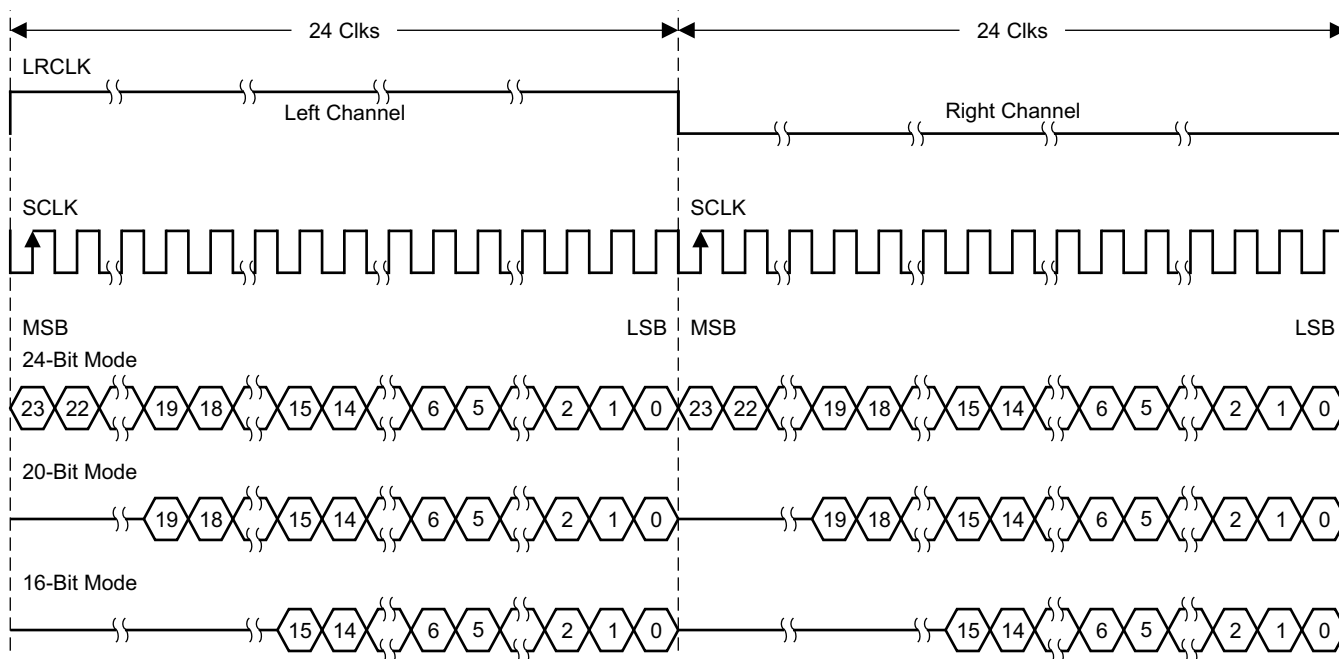 24 Clks 24 Clks
LRCLK
Left Channel Right Channel
SCLK SCLK
MSB LSB MSB LSB
24-Bit Mode
23 22 19 18 15 14 6 5 2 1 0 23 22 19 18 15 14 6 5 2 1 0
20-Bit Mode
19 18 15 14 6 5 2 1 0 19 18 15 14 6 5 2 1 0
16-Bit Mode
15 14 6 5 2 1 0 15 14 6 5 2 1 0